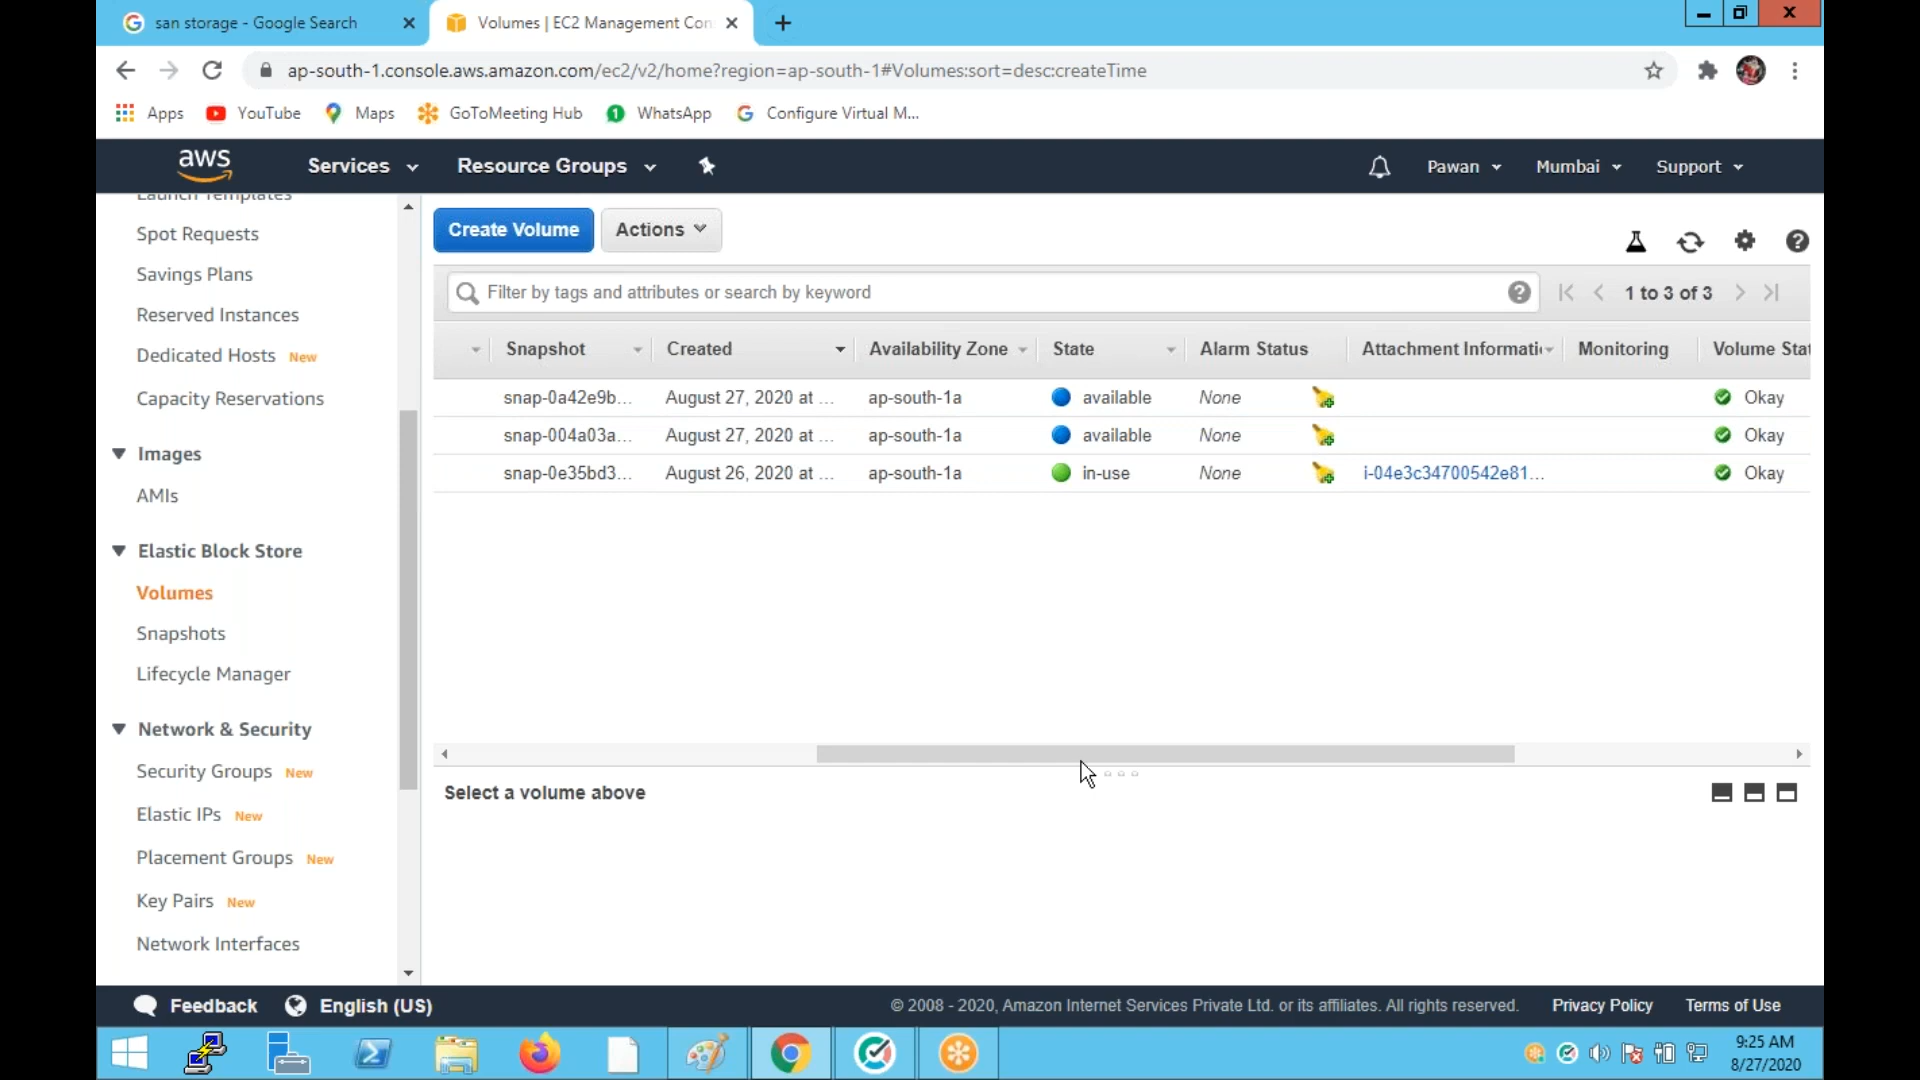 san storage - Google Search
Volumes | EC2 Management Con
ap-south-1.console.aws.amazon.com/ec2/v2/home?region=ap-south-1#Volumes:sort=desc:createTime
Apps
YouTube
Maps
GoToMeeting Hub
WhatsApp
Configure Virtual M...
aws
Services
Resource Groups
Pawan
Mumbai
Support
Launch Templates
Spot Requests
Savings Plans
Reserved Instances
Dedicated Hosts New
Capacity Reservations
Images
AMIs
Elastic Block Store
Volumes
Snapshots
Lifecycle Manager
Network & Security
Security Groups New
Elastic IPs New
Placement Groups New
Key Pairs New
Network Interfaces
Create Volume
Actions
Filter by tags and attributes or search by keyword
1 to 3 of 3
Snapshot Created Availability Zone State Alarm Status Attachment Informati Monitoring Volume Stat
snap-0a42e9b... August 27, 2020 at ... ap-south-1a available None Okay
snap-004a03a... August 27, 2020 at ... ap-south-1a available None Okay
snap-0e35bd3... August 26, 2020 at ... ap-south-1a in-use None i-04e3c34700542e81... Okay
Select a volume above
Feedback
English (US)
© 2008 - 2020, Amazon Internet Services Private Ltd. or its affiliates. All rights reserved.
Privacy Policy
Terms of Use
9:25 AM
8/27/2020